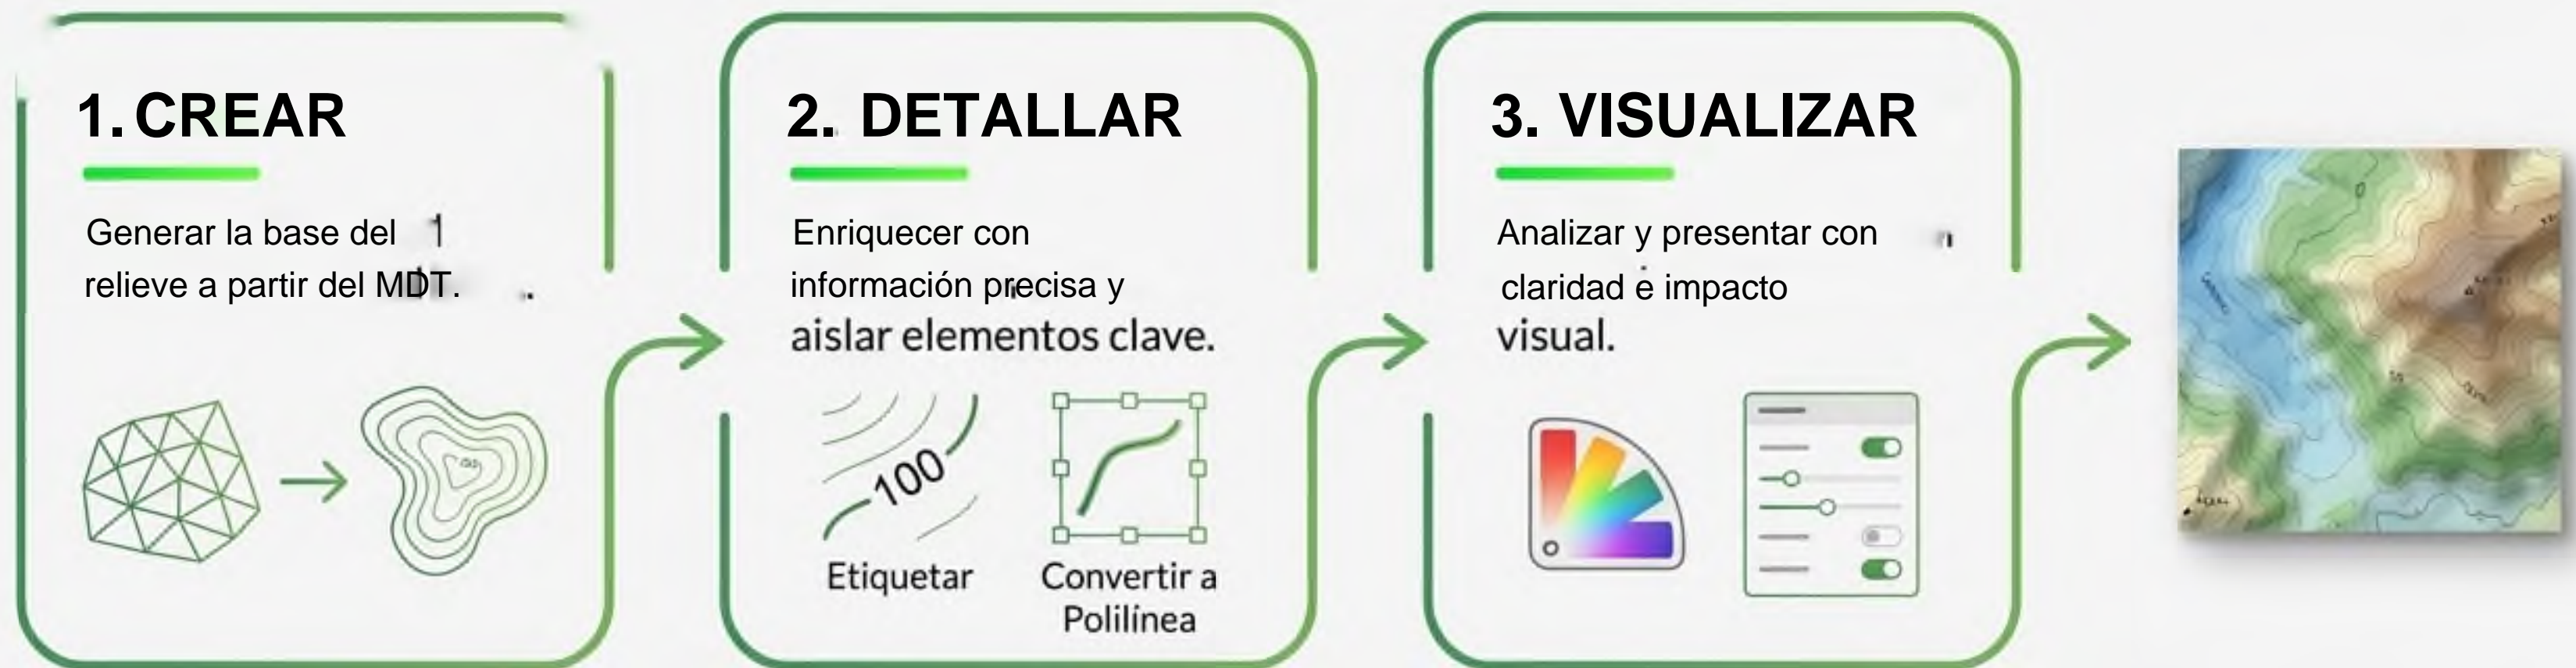 1. CREAR
Generar la base del
relieve a partir del MDT.
2. DETALLAR
Enriquecer con
información precisa y
aislar elementos clave.
100
Etiquetar
Convertir a
Polilínea
3. VISUALIZAR
Analizar y presentar con
claridad e impacto
visual.